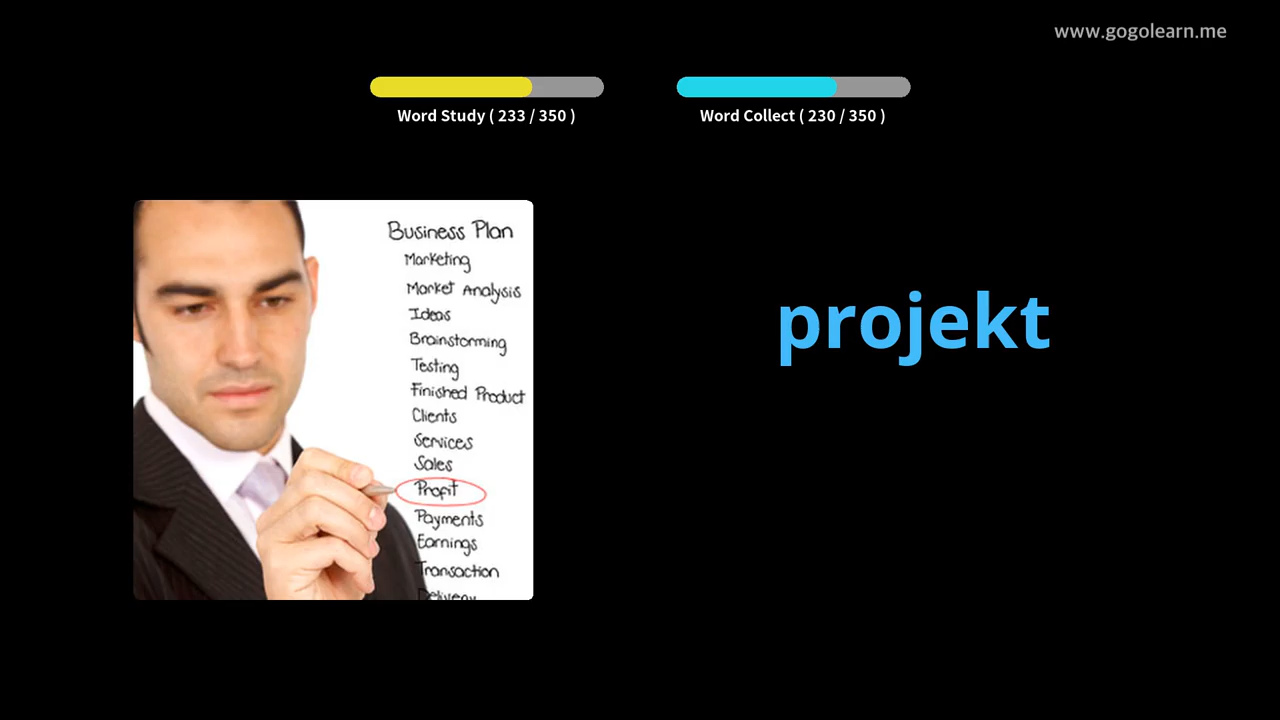 www.gogolearn.me
Word Study ( 233 / 350 )
Word Collect ( 230 / 350 )
Business Plan
Marketing
Market Analysis
Ideas
Brainstorming
Testing
Finished Product
Clients
Services
Sales
Profit
Payments
Earnings
Transaction
Delivery
projekt